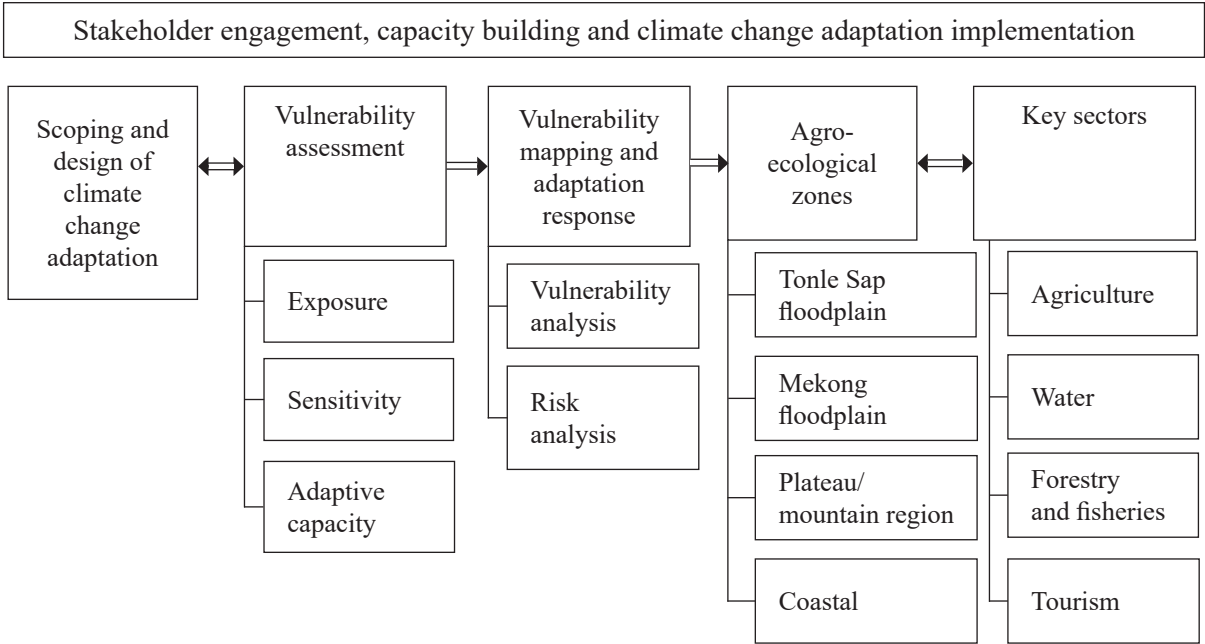 Stakeholder engagement, capacity building and climate change adaptation implementation
Scoping and
design of
climate
change
adaptation
Vulnerability
assessment
Exposure
Sensitivity
Adaptive
capacity
Vulnerability
mapping and
adaptation
response
Vulnerability
analysis
Risk
analysis
Agro-
ecological
zones
Tonle Sap
floodplain
Mekong
floodplain
Plateau/
mountain region
Coastal
Key sectors
Agriculture
Water
Forestry
and fisheries
Tourism